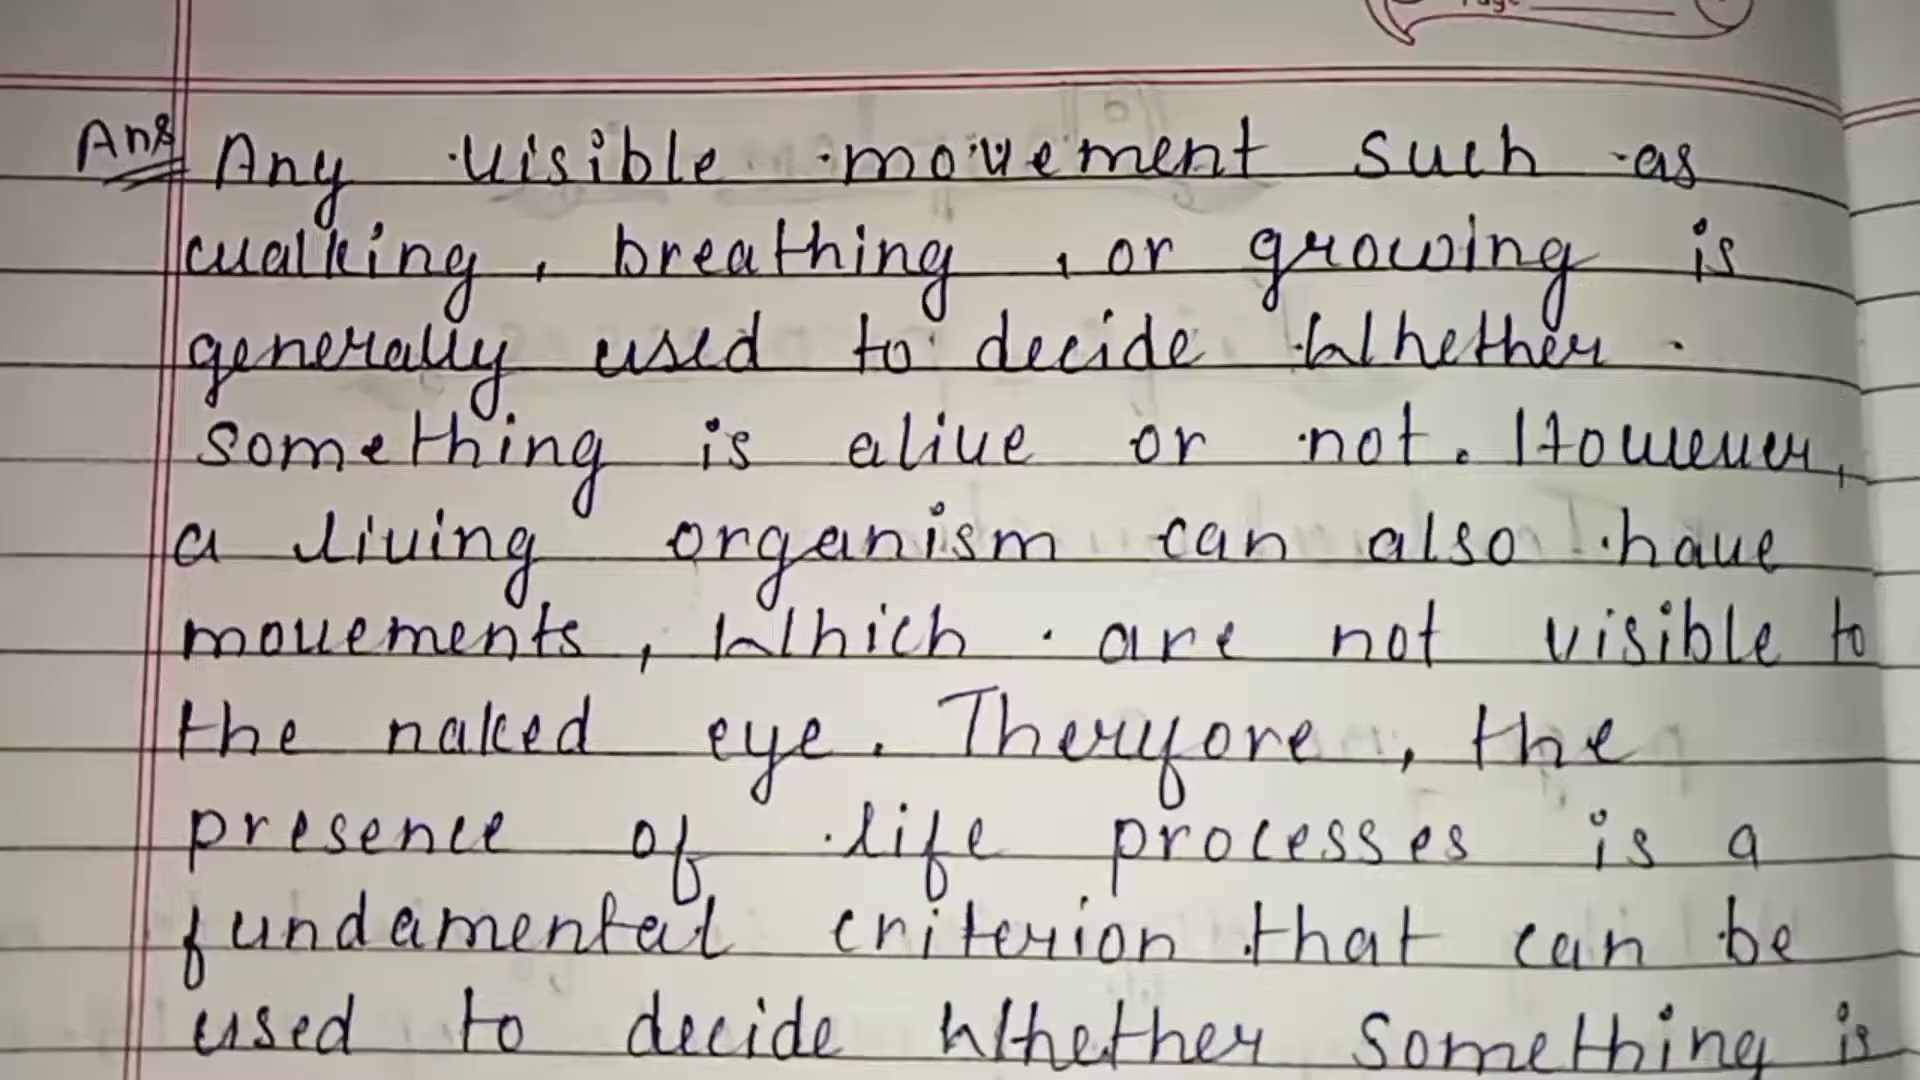 Page
Ans Any visible movement such as
walking, breathing, or growing is
generally used to decide Whether
something is alive or not. However,
a living organism can also have
movements, Which are not visible to
the naked eye. Therefore, the
presence of life processes is a
fundamental criterion that can be
used to decide Whether something is